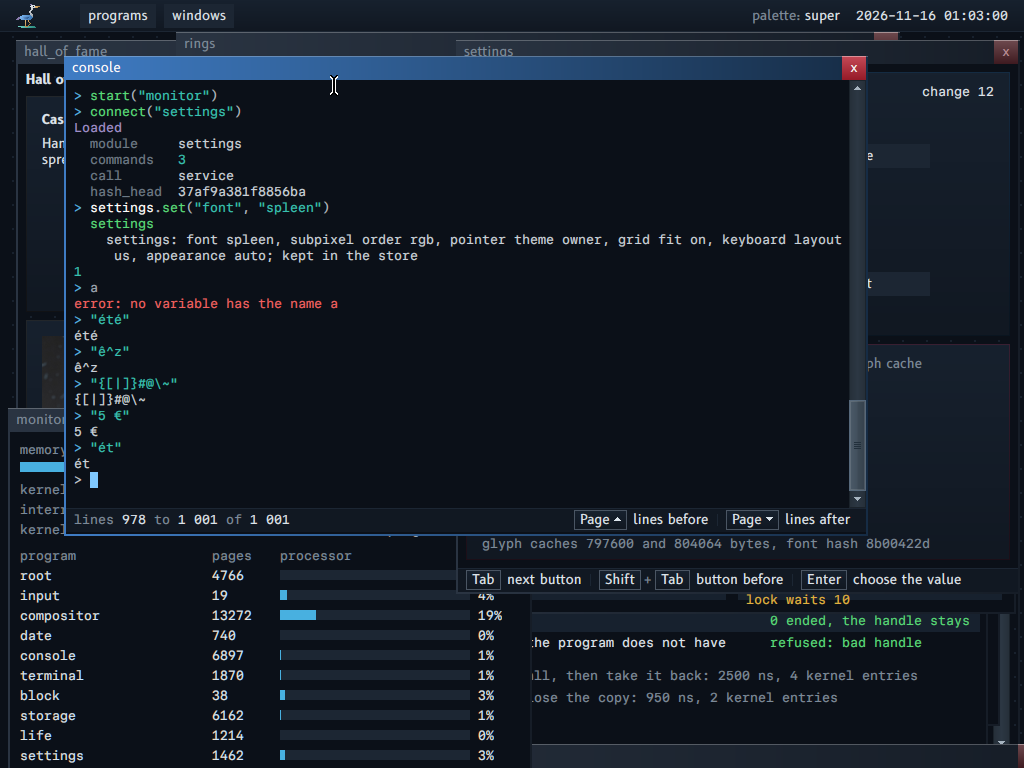 programs windows palette: super 2026-11-16 01:03:00
rings
hall_of_fame
settings x
console x
Hall o
change 12
> start("monitor")
> connect("settings")
Cas
Loaded
module settings
Han
commands 3
spre
call service
hash_head 37af9a381f8856ba
> settings.set("font", "spleen")
settings
settings: font spleen, subpixel order rgb, pointer theme owner, grid fit on, keyboard layout
us, appearance auto; kept in the store
1
> a
error: no variable has the name a
> "été"
été
> "ê^z"
ê^z
ph cache
> "{[|]}#@\~"
{[|]}#@\~
> "5 €"
5 €
> "ét"
ét
>
lines 978 to 1 001 of 1 001 Page lines before Page lines after
monitor
memory
kernel
inter
kernel
glyph caches 797600 and 804064 bytes, font hash 8b00422d
Tab next button Shift + Tab button before Enter choose the value
program pages processor
root 4766
input 19 4%
compositor 13272 19%
date 740 0%
console 6897 1%
terminal 1870 1%
block 38 3%
storage 6162 1%
life 1214 0%
settings 1462 3%
lock waits 10
0 ended, the handle stays
the program does not have refused: bad handle
all, then take it back: 2500 ns, 4 kernel entries
lose the copy: 950 ns, 2 kernel entries